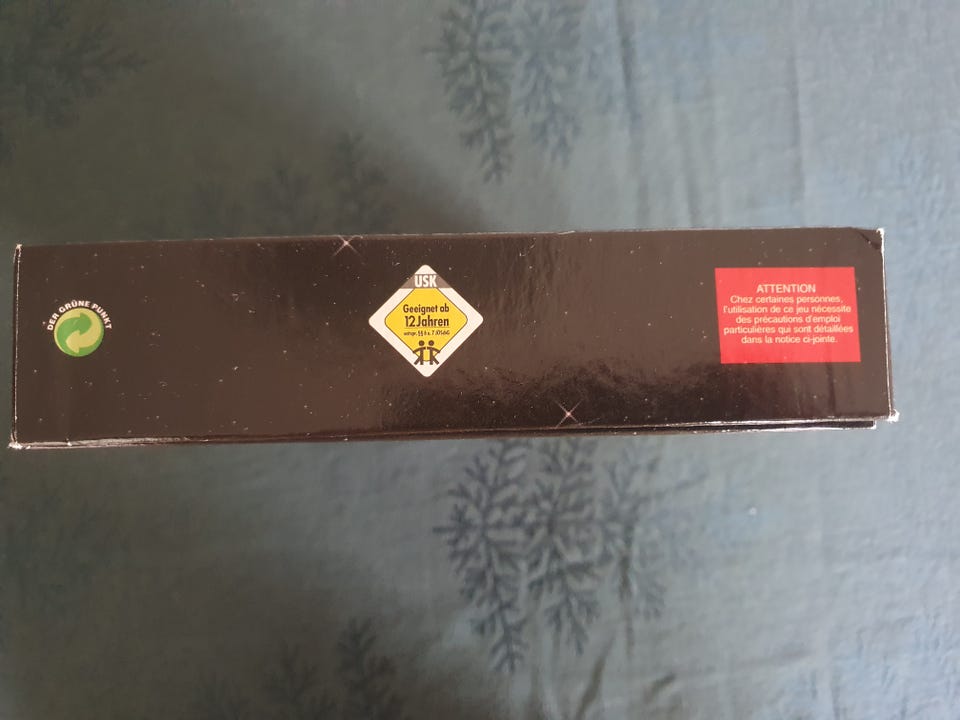 DER GRÜNE PUNKT
USK
Geeignet ab
12 Jahren
ATTENTION
Chez certaines personnes,
l'utilisation de ce jeu nécessite
des précautions d'emploi
particulières qui sont détaillées
dans la notice ci-jointe.